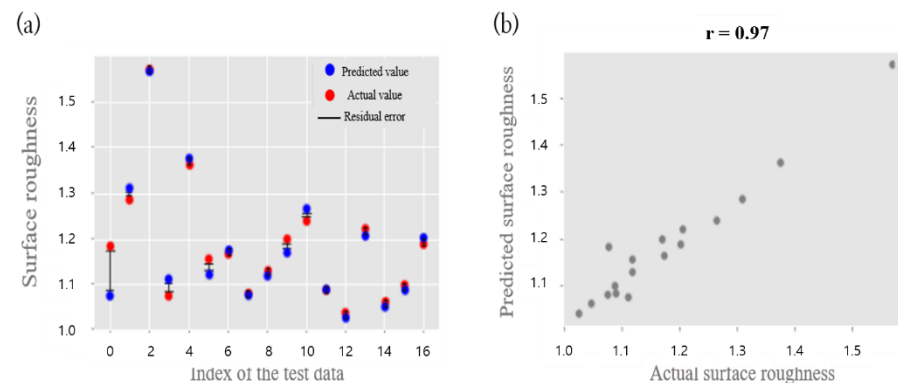 (a)
Surface roughness
1.5
1.4
1.3
1.2
1.1
1.0
0
2
4
6
8
10
12
14
16
Index of the test data
Predicted value
Actual value
Residual error
(b)
r = 0.97
Predicted surface roughness
1.5
1.3
1.2
1.1
1.0
1.1
1.2
1.3
1.4
1.5
Actual surface roughness